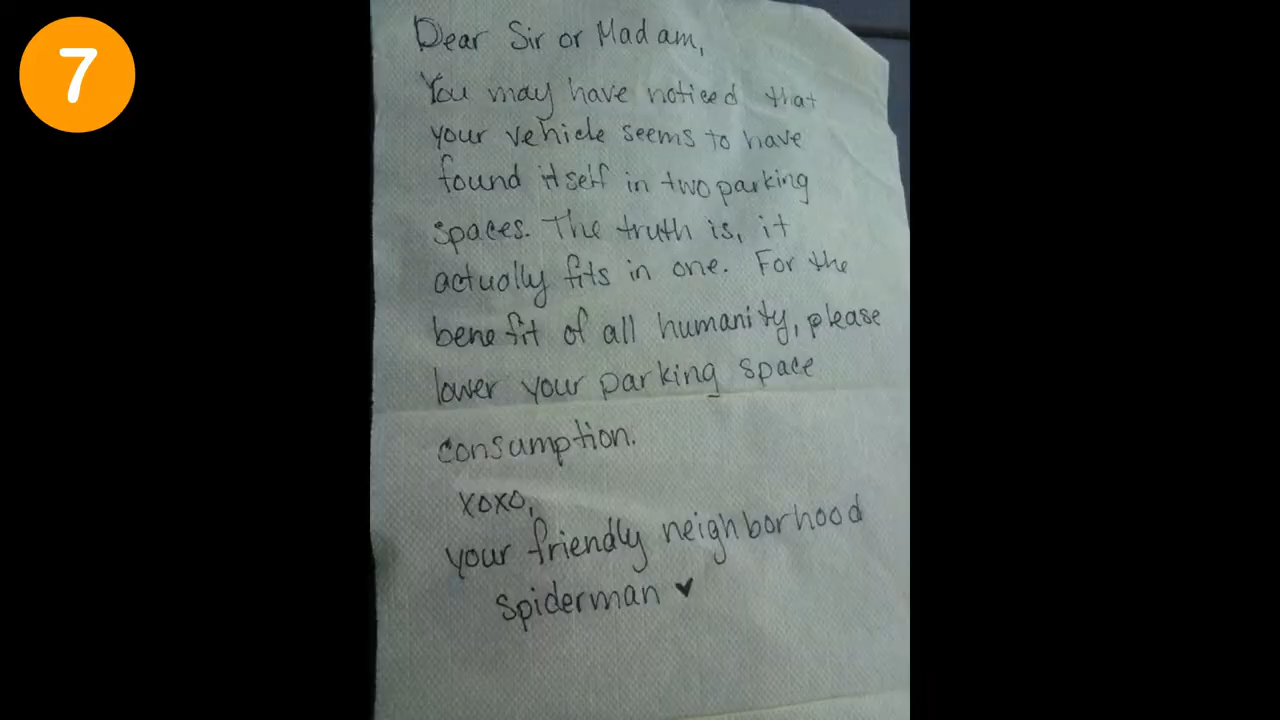 7
Dear Sir or Madam,
You may have noticed that
your vehicle seems to have
found itself in two parking
spaces. The truth is, it
actually fits in one. For the
benefit of all humanity, please
lower your parking space
consumption.
xoxo,
your friendly neighborhood
spiderman ♥